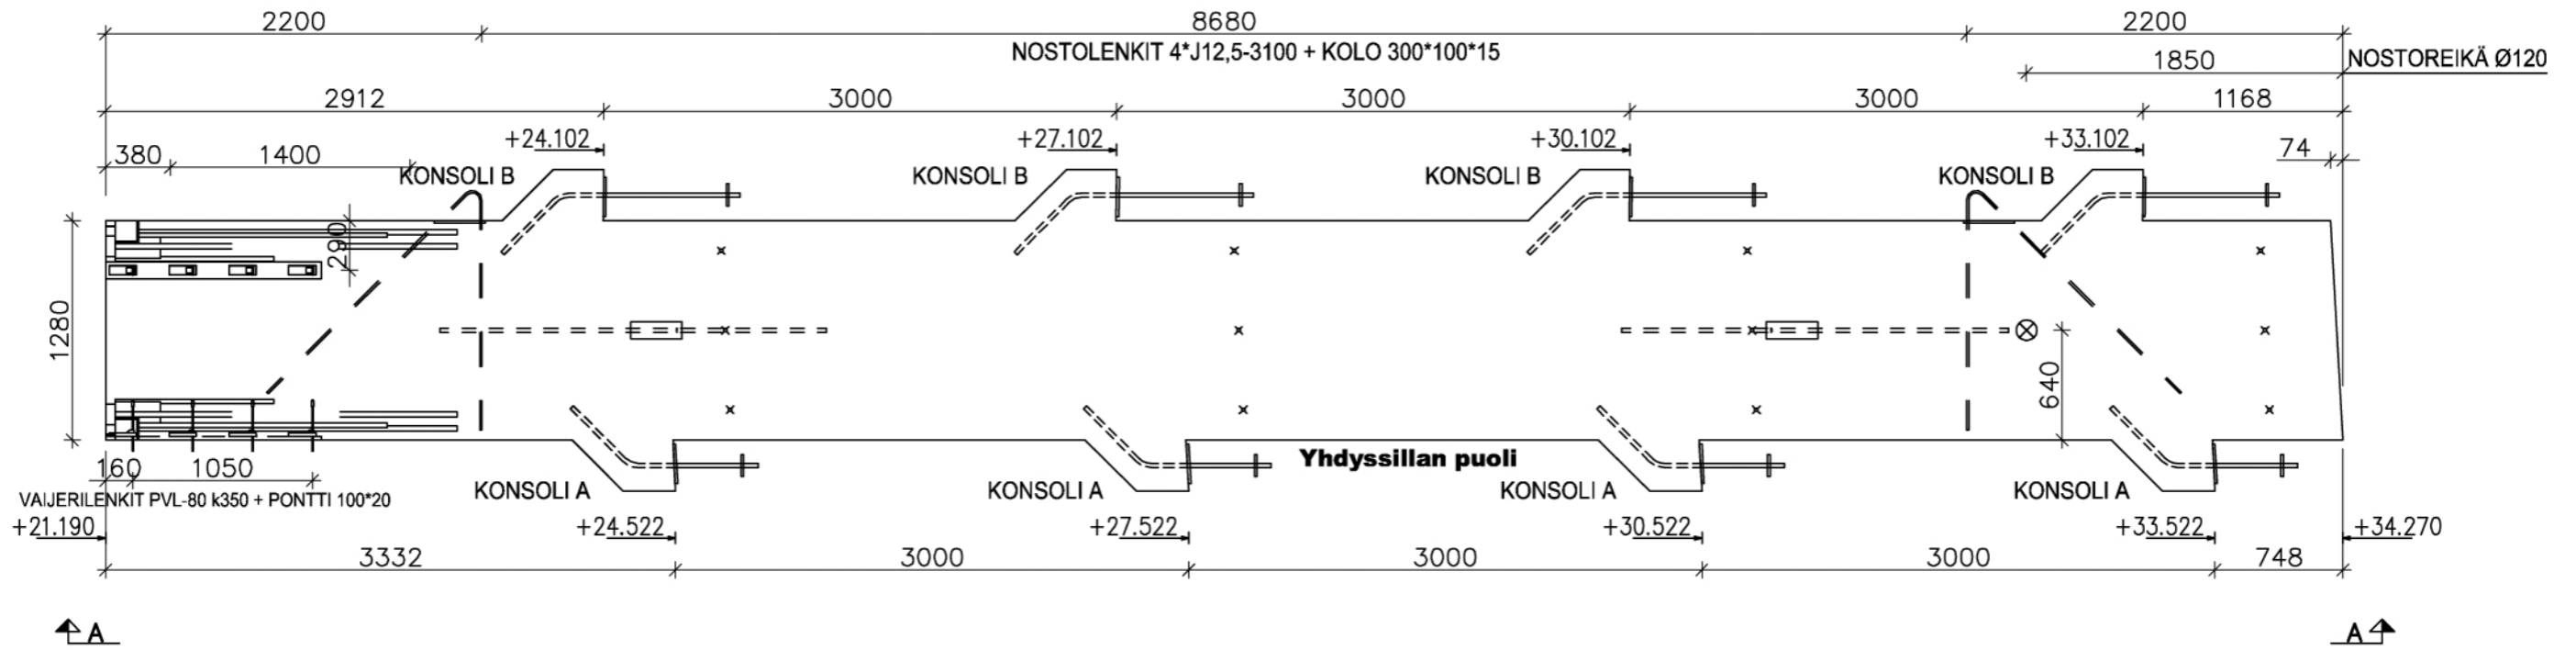 2200 8680 2200
NOSTOLENKIT 4*J12,5-3100 + KOLO 300*100*15
1850 NOSTOREIKÄ Ø120
2912 3000 3000 3000 1168
+24.102 +27.102 +30.102 +33.102
380 1400 74
KONSOLI B KONSOLI B KONSOLI B KONSOLI B
290
1280
640
Yhdyssillan puoli
160 1050
KONSOLI A KONSOLI A KONSOLI A KONSOLI A
VAIJERILENKIT PVL-80 k350 + PONTTI 100*20
+21.190 +24.522 +27.522 +30.522 +33.522 +34.270
3332 3000 3000 3000 748
A A